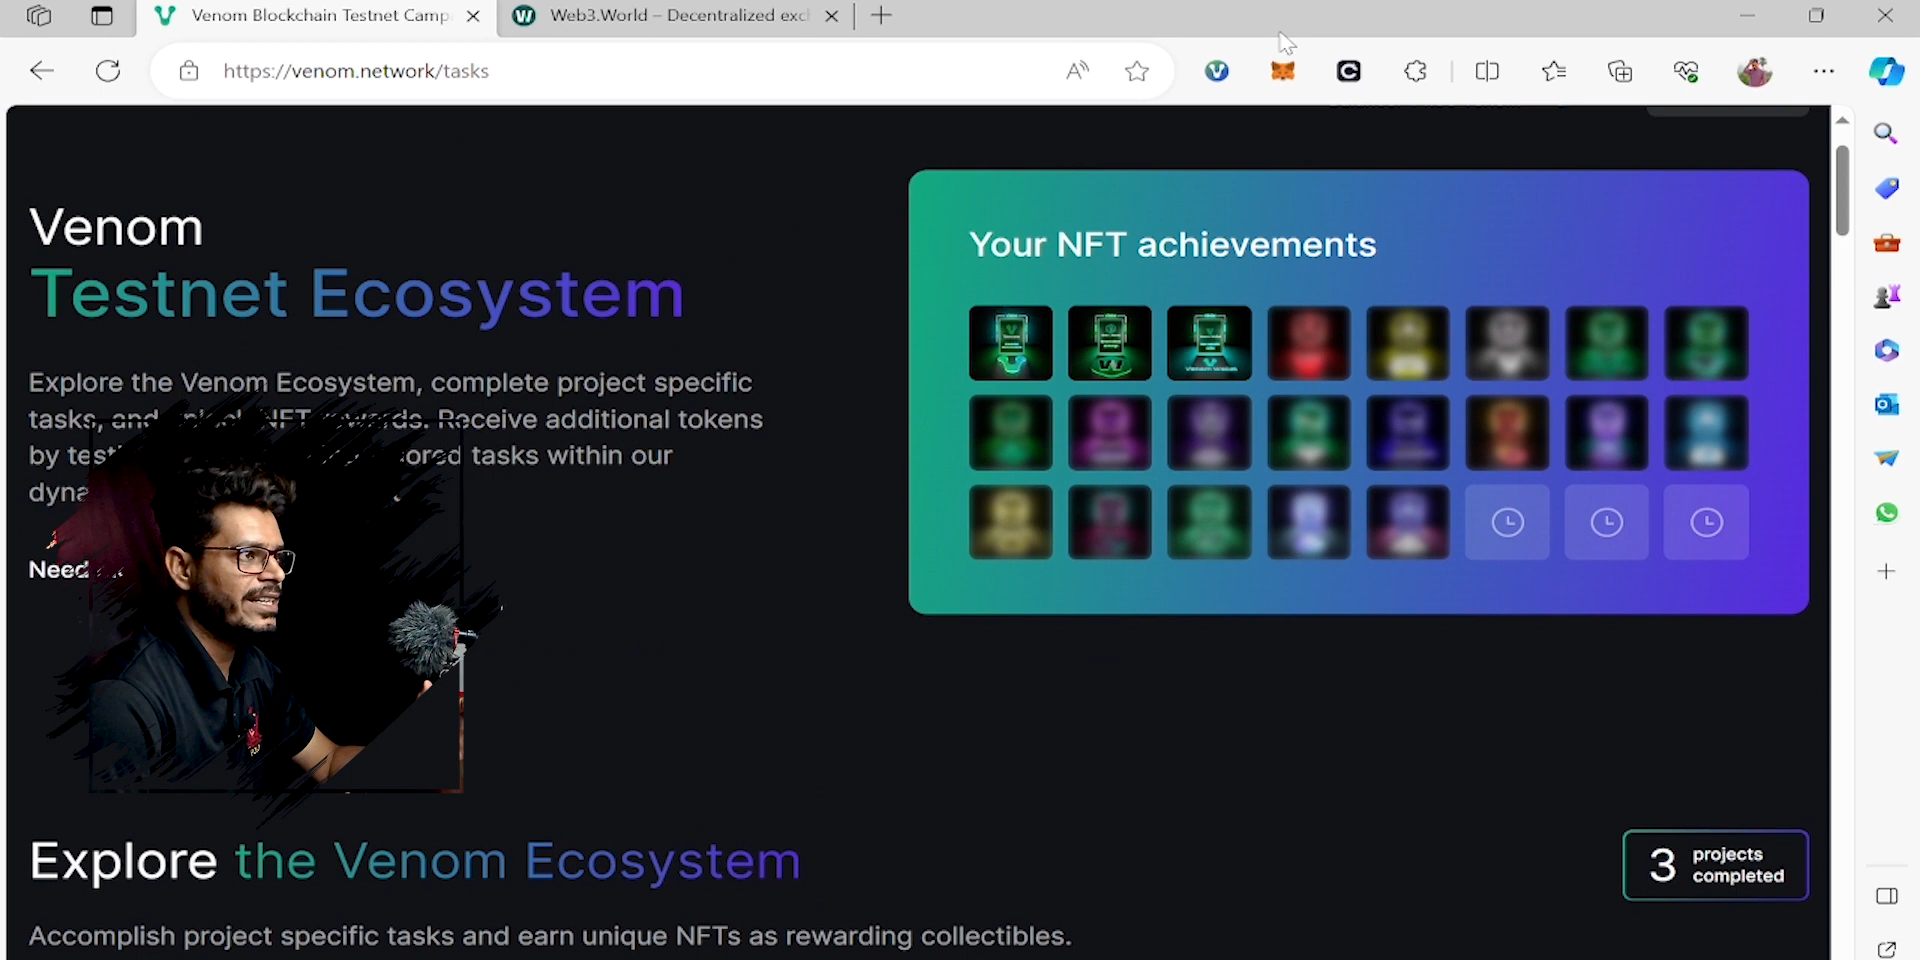 Venom Blockchain Testnet Camp
Web3.World – Decentralized exc
https://venom.network/tasks
Venom
Testnet Ecosystem
Explore the Venom Ecosystem, complete project specific
tasks, and NFT rewards. Receive additional tokens
by tasks within our
Your NFT achievements
Explore the Venom Ecosystem
3 projects
completed
Accomplish project specific tasks and earn unique NFTs as rewarding collectibles.